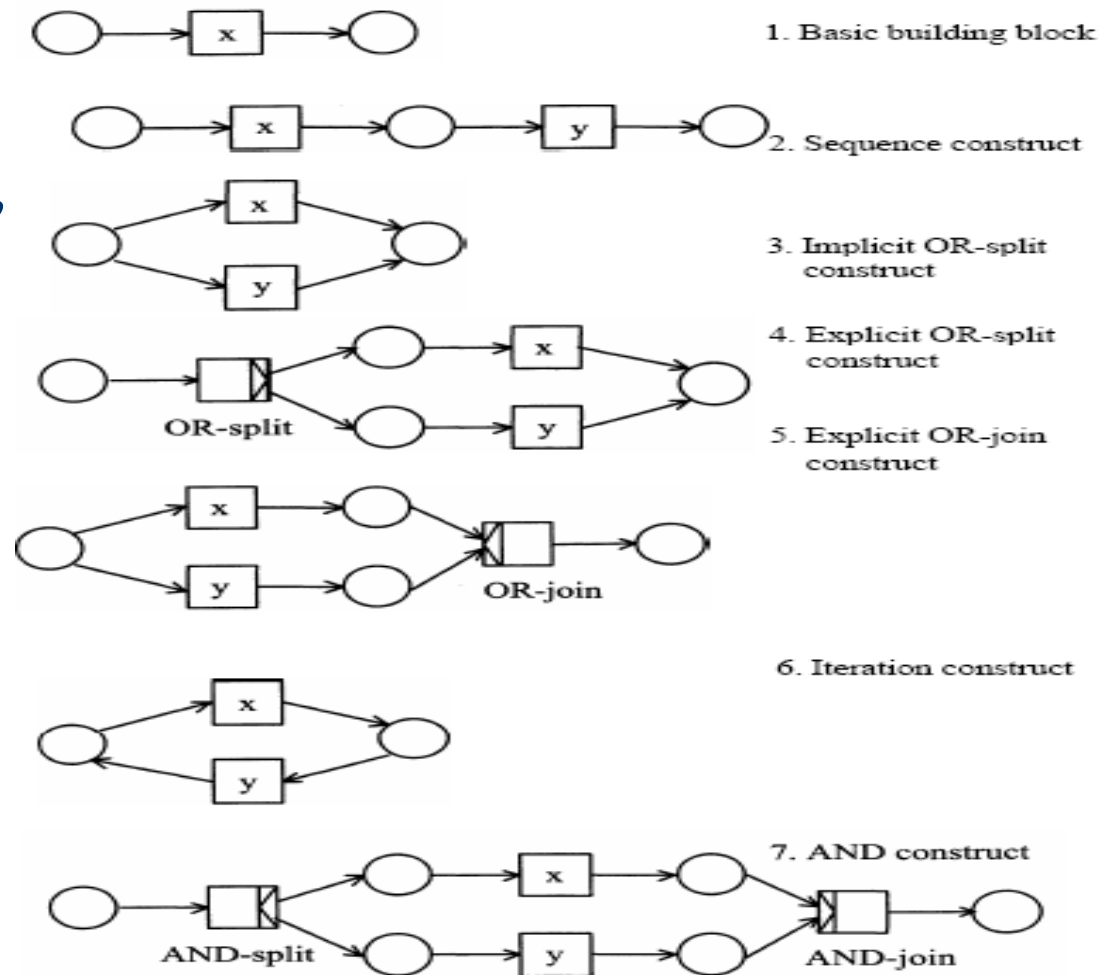 x
1. Basic building block
x
y
2. Sequence construct
x
y
3. Implicit OR-split
construct
OR-split
x
y
4. Explicit OR-split
construct
5. Explicit OR-join
construct
x
y
OR-join
6. Iteration construct
x
y
7. AND construct
AND-split
x
y
AND-join